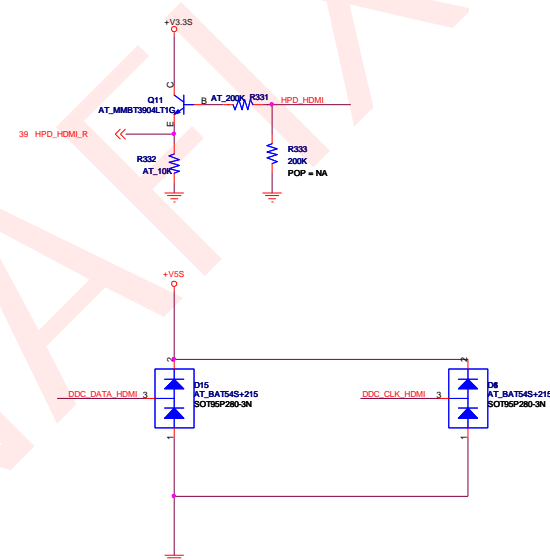 +V3.3S
C
Q11
AT_MMBT3904LT1G
B
AT_200K R331
HPD_HDMI
E
39 HPD_HDMI_R
R332
AT_10K
R333
200K
POP = NA
+V5S
2
D15
AT_BAT54S+215
SOT95P280-3N
DDC_DATA_HDMI 3
1
2
D6
AT_BAT54S+215
SOT95P280-3N
DDC_CLK_HDMI 3
1